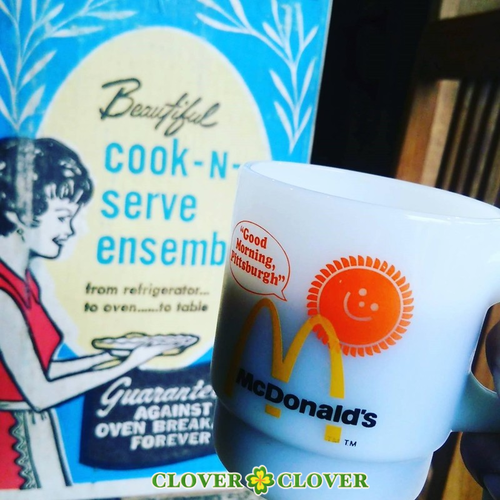 Beautiful
cook-N-
serve
ensemb
from refrigerator...
to oven......to table
Guarante
AGAINST
OVEN BREAK
FOREVER
"Good
Morning,
Pittsburgh"
McDonald's
TM
CLOVER CLOVER